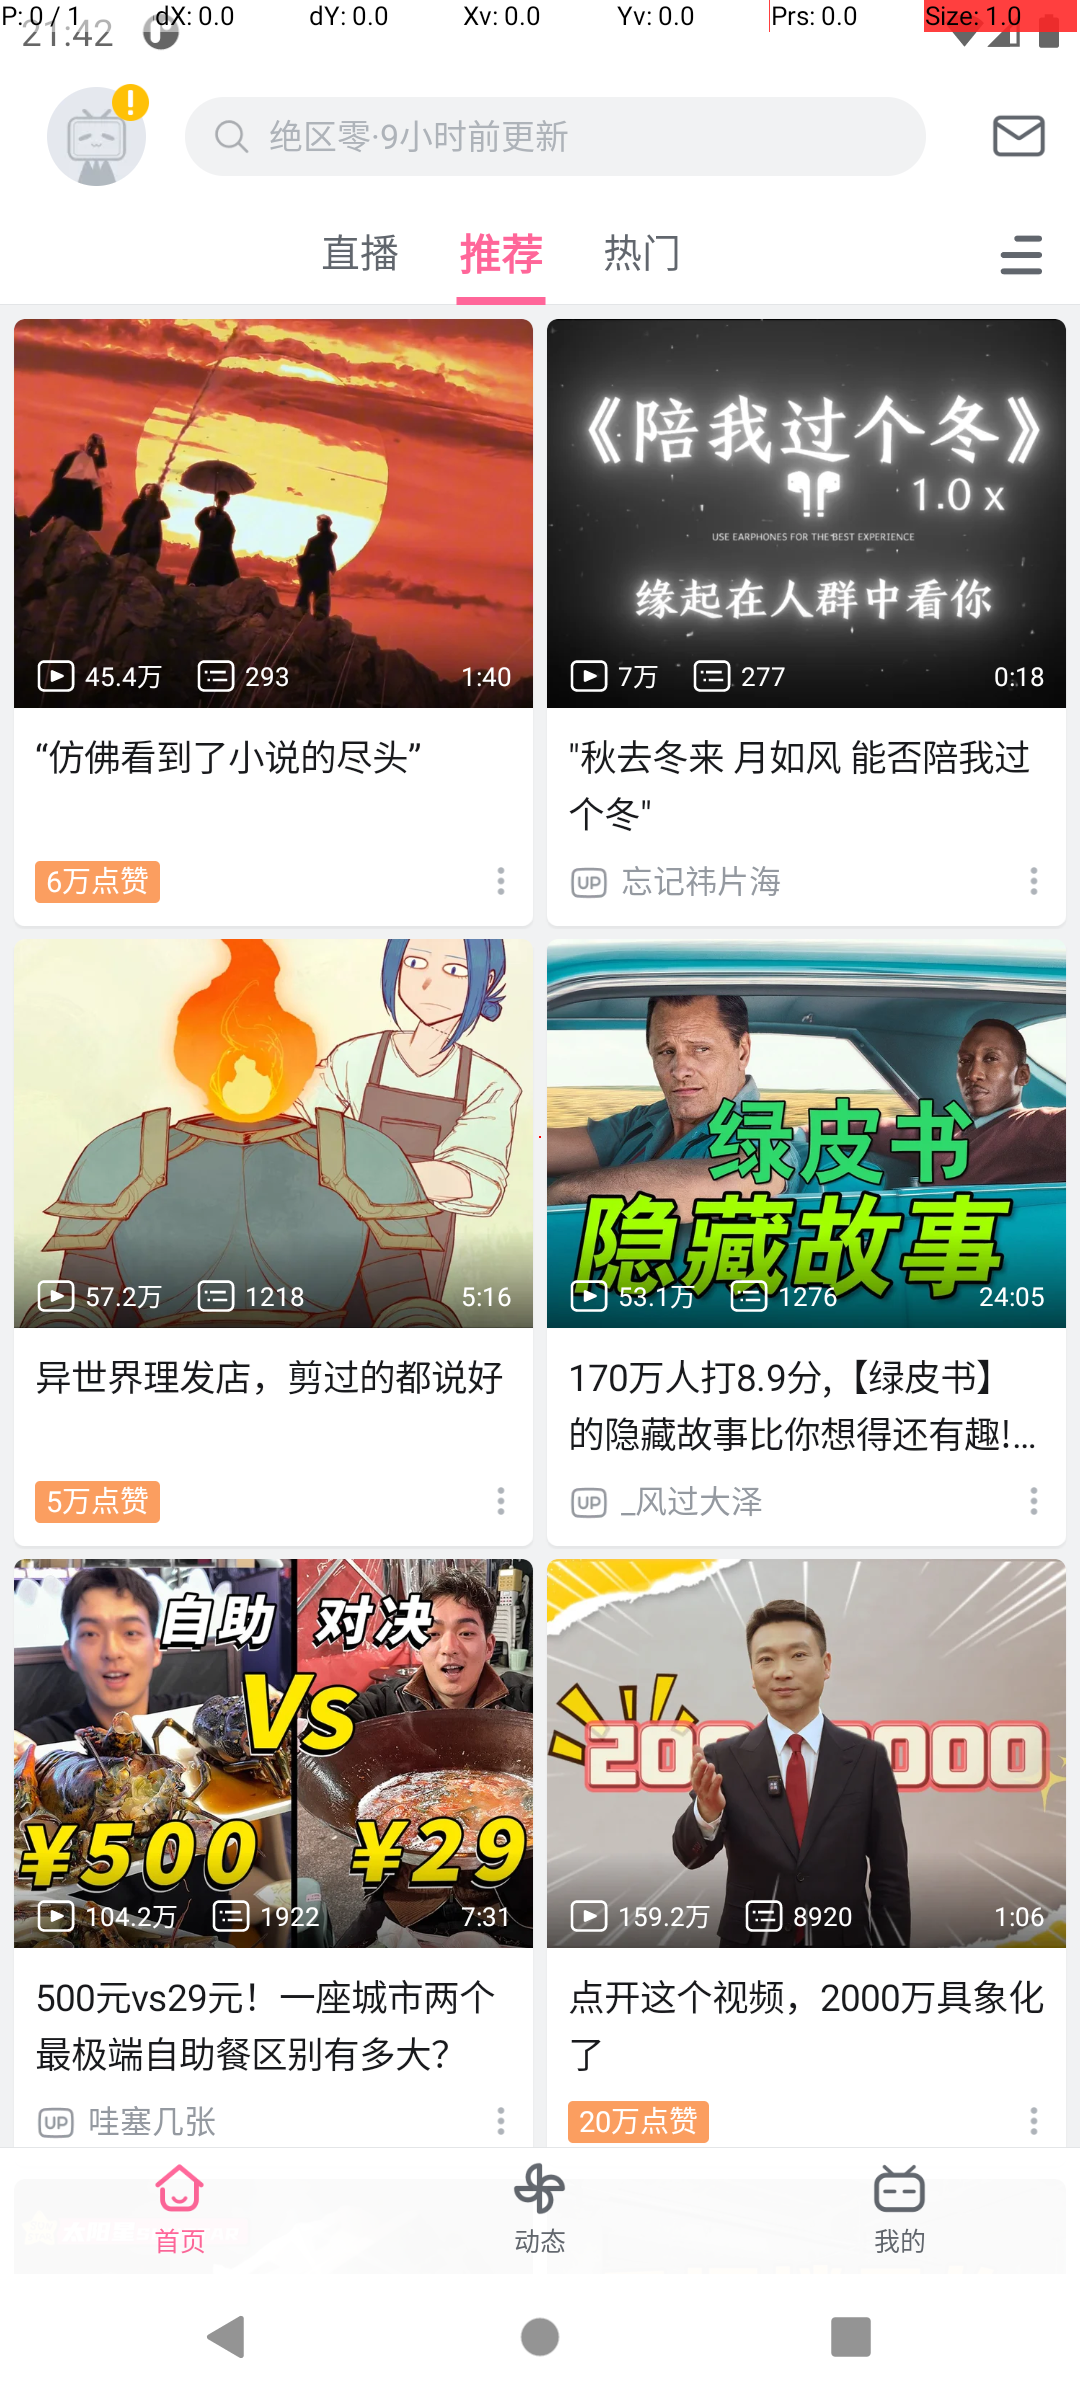 P: 0 / 1 dX: 0.0 dY: 0.0 Xv: 0.0 Yv: 0.0 Prs: 0.0 Size: 1.0
21:42
绝区零·9小时前更新
直播 推荐 热门
《陪我过个冬》
1.0 x
USE EARPHONES FOR THE BEST EXPERIENCE
缘起在人群中看你
45.4万 293 1:40
7万 277 0:18
“仿佛看到了小说的尽头”
"秋去冬来 月如风 能否陪我过
个冬"
6万点赞
UP 忘记祎片海
绿皮书
隐藏故事
57.2万 1218 5:16
53.1万 1276 24:05
异世界理发店，剪过的都说好
170万人打8.9分,【绿皮书】
的隐藏故事比你想得还有趣!...
5万点赞
UP _风过大泽
自助 对决
Vs
¥500 ¥29
104.2万 1922 7:31
159.2万 8920 1:06
500元vs29元！一座城市两个
最极端自助餐区别有多大？
点开这个视频，2000万具象化
了
UP 哇塞几张
20万点赞
首页 动态 我的